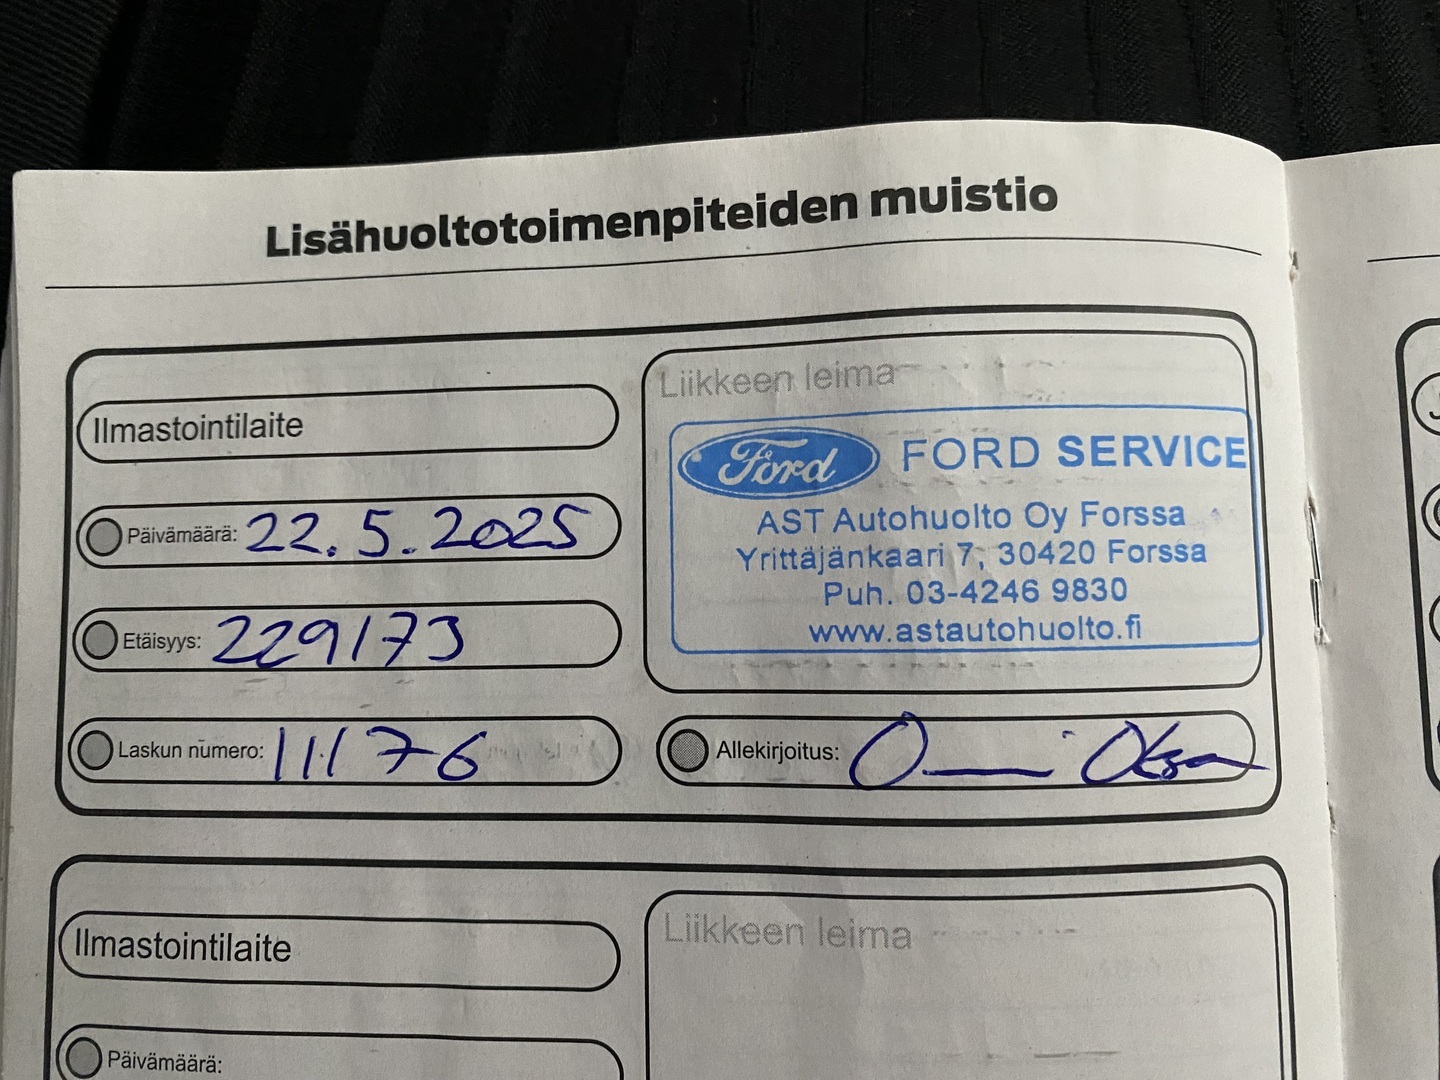 Lisähuoltotoimenpiteiden muistio
Ilmastointilaite
Päivämäärä: 22.5.2025
Etäisyys: 229173
Laskun numero: 11176
Liikkeen leima
Ford FORD SERVICE
AST Autohuolto Oy Forssa
Yrittäjänkaari 7, 30420 Forssa
Puh. 03-4246 9830
www.astautohuolto.fi
Allekirjoitus:
Ilmastointilaite
Päivämäärä:
Liikkeen leima